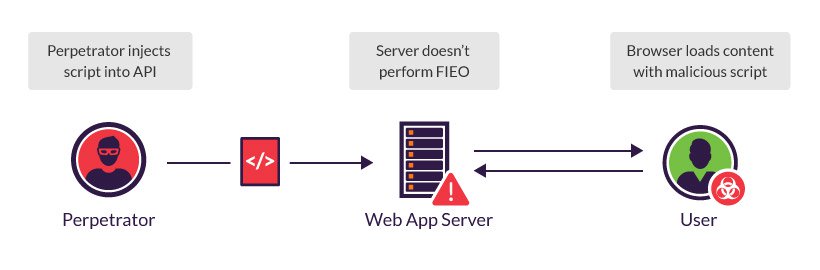 Perpetrator injects
script into API
Server doesn't
perform FIEO
Browser loads content
with malicious script
</>
!
Perpetrator
Web App Server
User